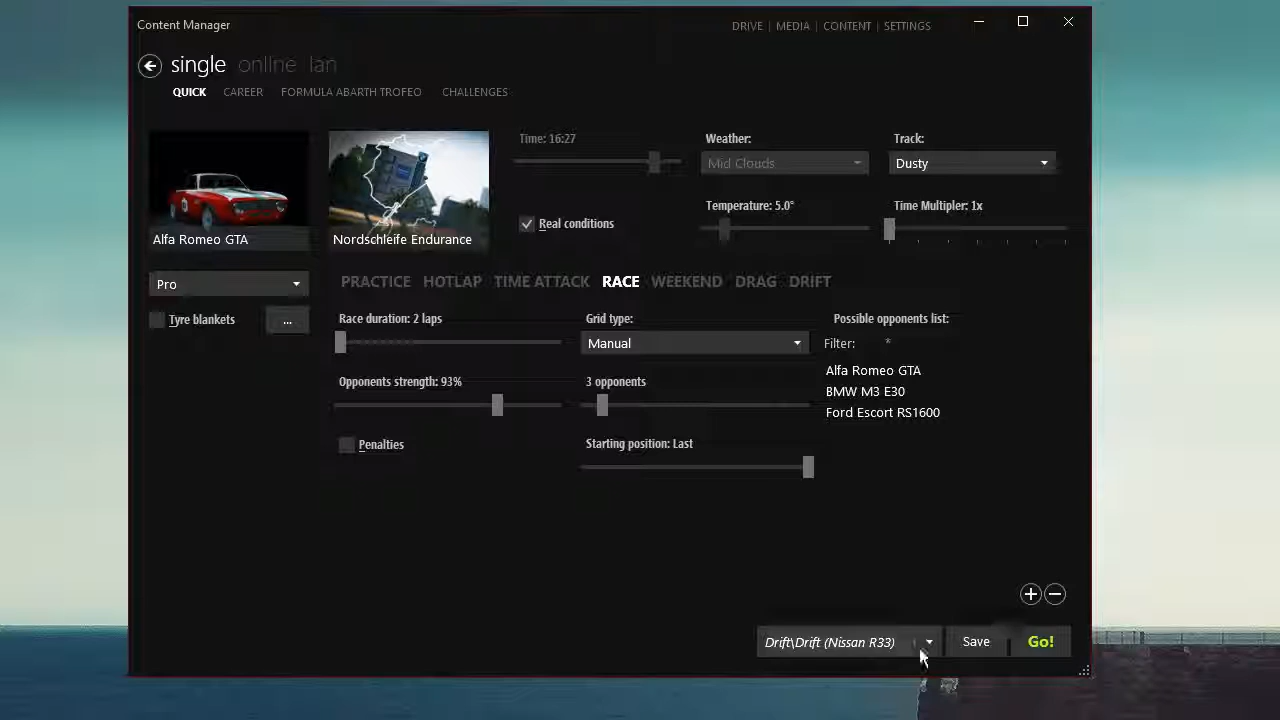 Content Manager
DRIVE | MEDIA | CONTENT | SETTINGS
single online lan
QUICK CAREER FORMULA ABARTH TROFEO CHALLENGES
Alfa Romeo GTA
Nordschleife Endurance
Time: 16:27
Weather:
Track:
Mid Clouds
Dusty
Real conditions
Temperature: 5.0°
Time Multipler: 1x
Pro
Tyre blankets
...
PRACTICE HOTLAP TIME ATTACK RACE WEEKEND DRAG DRIFT
Race duration: 2 laps
Grid type:
Manual
Possible opponents list:
Filter: *
Alfa Romeo GTA
BMW M3 E30
Ford Escort RS1600
Opponents strength: 93%
3 opponents
Penalties
Starting position: Last
Drift\Drift (Nissan R33)
Save
Go!